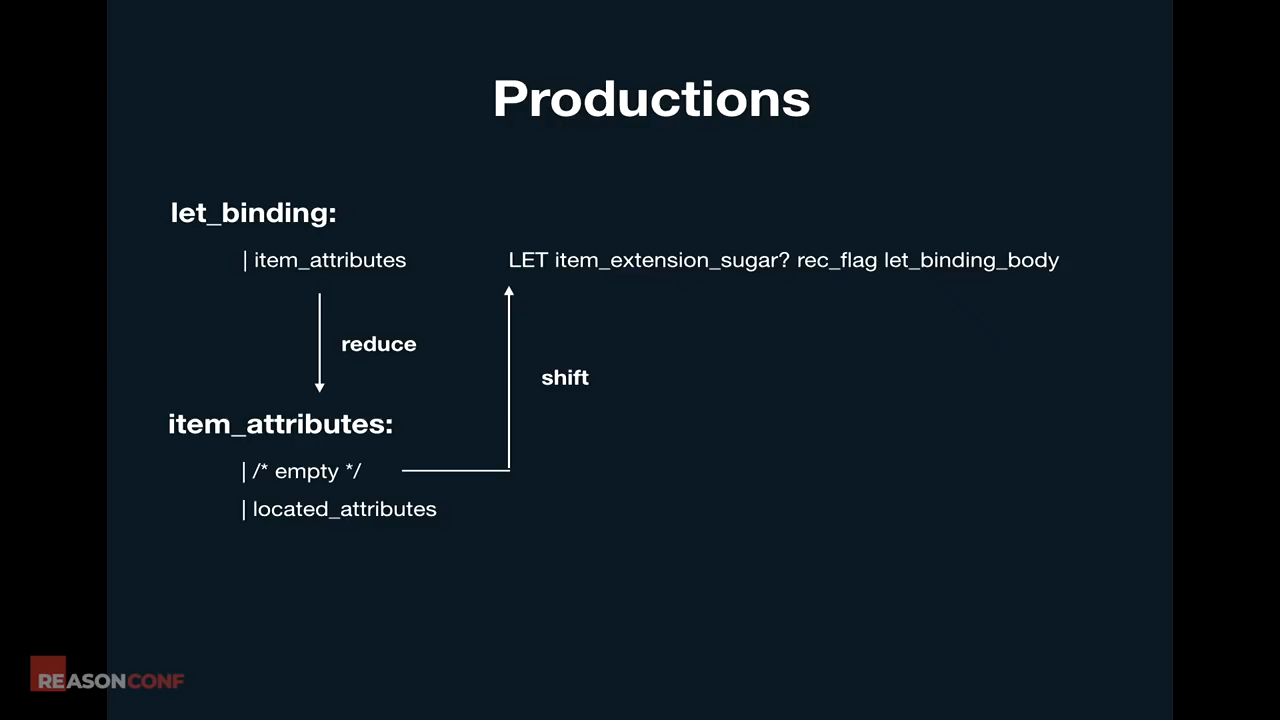 Productions
let_binding:
| item_attributes LET item_extension_sugar? rec_flag let_binding_body
reduce
shift
item_attributes:
| /* empty */
| located_attributes
REASONCONF